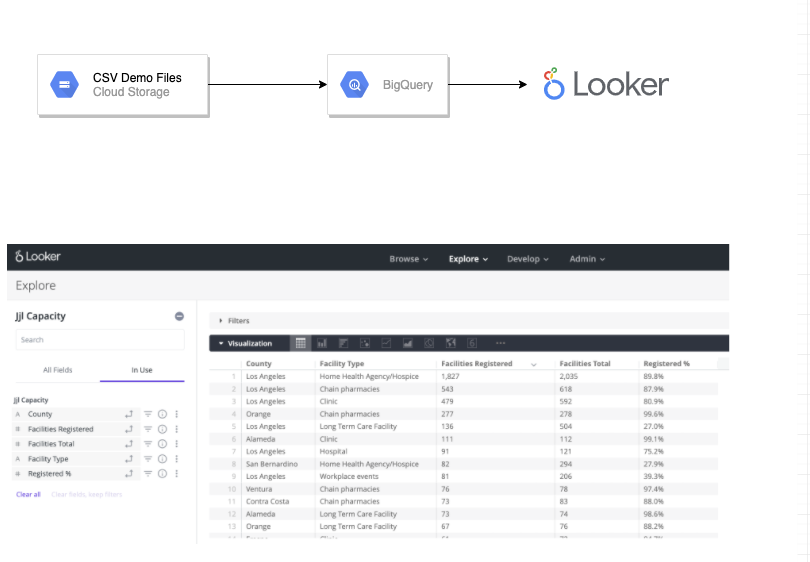 CSV Demo Files
Cloud Storage
BigQuery
Looker
Looker
Browse Explore Develop Admin
Explore
Jjl Capacity
Search
All Fields In Use
Jjl Capacity
A County
# Facilities Registered
# Facilities Total
A Facility Type
# Registered %
Clear all Clear fields, keep filters
Filters
Visualization
County Facility Type Facilities Registered Facilities Total Registered %
1 Los Angeles Home Health Agency/Hospice 1,827 2,035 89.8%
2 Los Angeles Chain pharmacies 543 618 87.9%
3 Los Angeles Clinic 479 592 80.9%
4 Orange Chain pharmacies 277 278 99.6%
5 Los Angeles Long Term Care Facility 136 504 27.0%
6 Alameda Clinic 111 112 99.1%
7 Los Angeles Hospital 91 121 75.2%
8 San Bernardino Home Health Agency/Hospice 82 294 27.9%
9 Los Angeles Workplace events 81 206 39.3%
10 Ventura Chain pharmacies 76 78 97.4%
11 Contra Costa Chain pharmacies 73 83 88.0%
12 Alameda Long Term Care Facility 73 74 98.6%
13 Orange Long Term Care Facility 67 76 88.2%